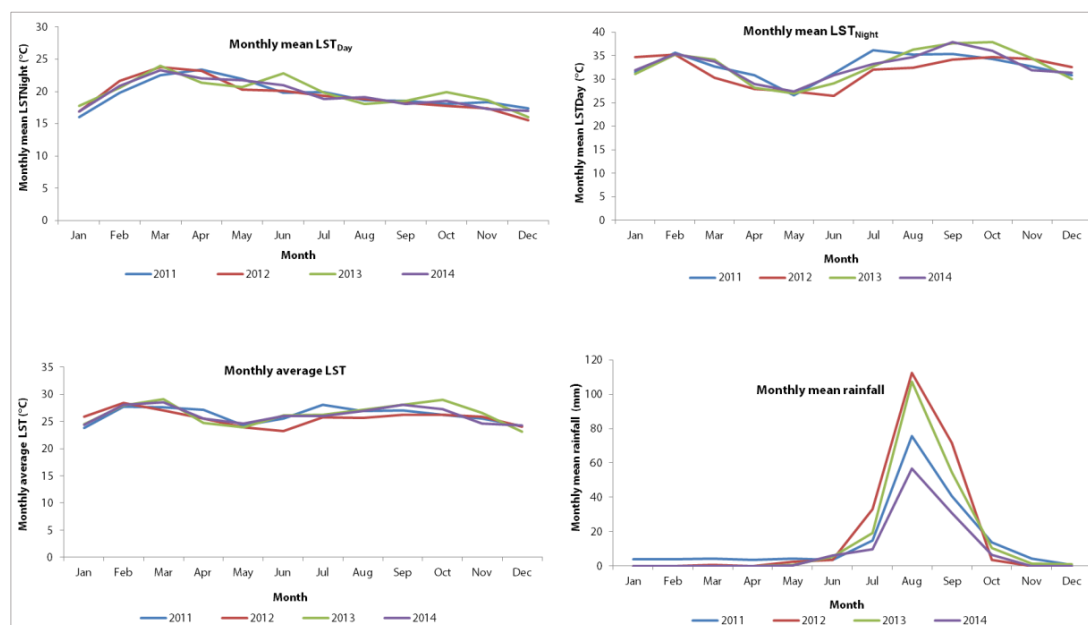 Monthly mean LSTDay
Monthly mean LSTNight (°C)
30
25
20
15
10
5
0
Jan Feb Mar Apr May Jun Jul Aug Sep Oct Nov Dec
Month
2011 2012 2013 2014
Monthly mean LSTNight
Monthly mean LSTDay (°C)
40
35
30
25
20
15
10
5
0
Jan Feb Mar Apr May Jun Jul Aug Sep Oct Nov Dec
Month
2011 2012 2013 2014
Monthly average LST
Monthly average LST (°C)
35
30
25
20
15
10
5
0
Jan Feb Mar Apr May Jun Jul Aug Sep Oct Nov Dec
Month
2011 2012 2013 2014
Monthly mean rainfall
Monthly mean rainfall (mm)
120
100
80
60
40
20
0
Jan Feb Mar Apr May Jun Jul Aug Sep Oct Nov Dec
Month
2011 2012 2013 2014